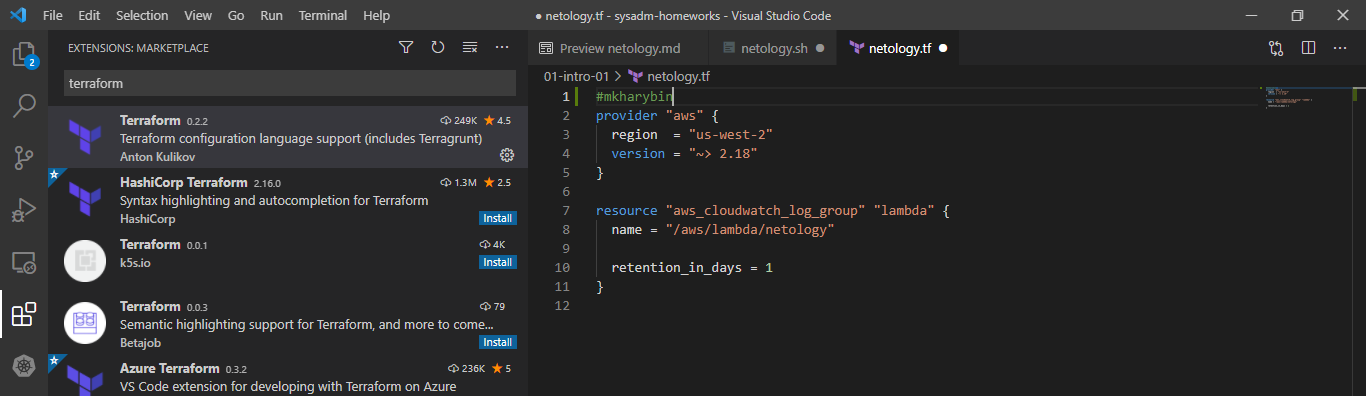 File Edit Selection View Go Run Terminal Help
● netology.tf - sysadm-homeworks - Visual Studio Code
2
EXTENSIONS: MARKETPLACE
terraform
Terraform 0.2.2 249K ★ 4.5
Terraform configuration language support (includes Terragrunt)
Anton Kulikov
HashiCorp Terraform 2.16.0 1.3M ★ 2.5
Syntax highlighting and autocompletion for Terraform
HashiCorp Install
Terraform 0.0.1 4K
k5s.io Install
Terraform 0.0.3 79
Semantic highlighting support for Terraform, and more to come...
Betajob Install
Azure Terraform 0.3.2 236K ★ 5
VS Code extension for developing with Terraform on Azure
Preview netology.md netology.sh ● netology.tf ●
01-intro-01 > netology.tf
1 #mkharybin
2 provider "aws" {
3   region  = "us-west-2"
4   version = "~> 2.18"
5 }
6
7 resource "aws_cloudwatch_log_group" "lambda" {
8   name = "/aws/lambda/netology"
9
10   retention_in_days = 1
11 }
12